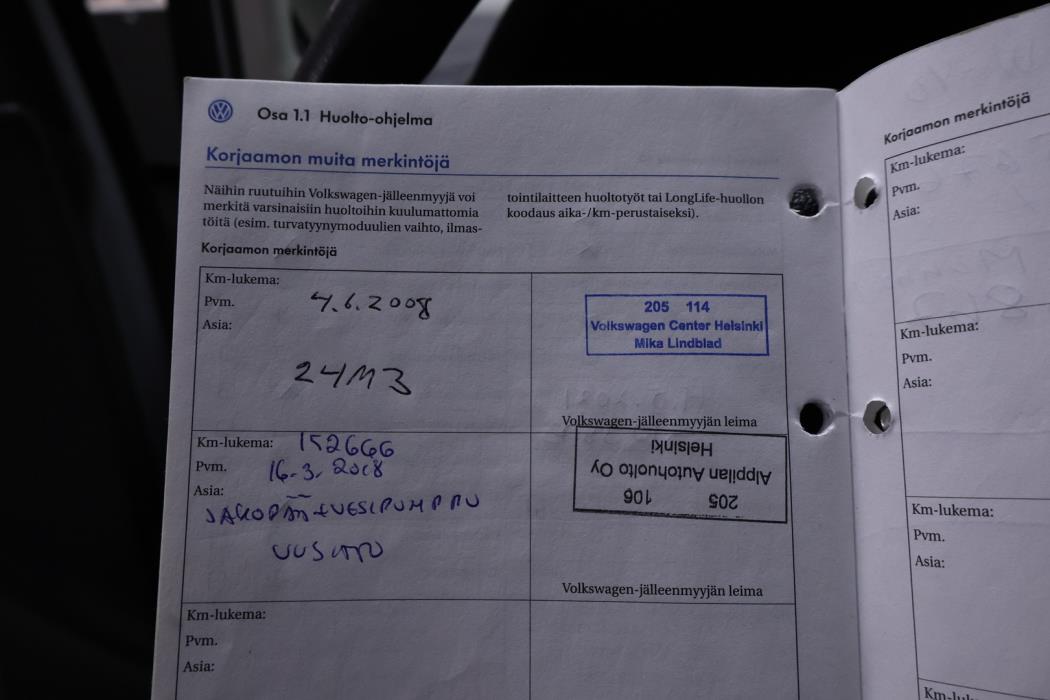 Osa 1.1 Huolto-ohjelma
Korjaamon muita merkintöjä
Näihin ruutuihin Volkswagen-jälleenmyyjä voi
merkitä varsinaisiin huoltoihin kuulumattomia
töitä (esim. turvatyynymoduulien vaihto, ilmas-
tointilaitteen huoltotyöt tai LongLife-huollon
koodaus aika-/km-perustaiseksi).
Korjaamon merkintöjä
Km-lukema:
Pvm. 4.6.2008
Asia:
24M3
205 114
Volkswagen Center Helsinki
Mika Lindblad
Volkswagen-jälleenmyyjän leima
Km-lukema: 152666
Pvm. 16.3.2018
Asia:
JAKOPÄÄ+VESIPUMPPU
UUSITTU
205 106
Alppilan Autohuolto Oy
Helsinki
Volkswagen-jälleenmyyjän leima
Km-lukema:
Pvm.
Asia:
Korjaamon merkintöjä
Km-lukema:
Pvm.
Asia:
Km-lukema:
Pvm.
Asia:
Km-lukema:
Pvm.
Asia:
Km-lukema: